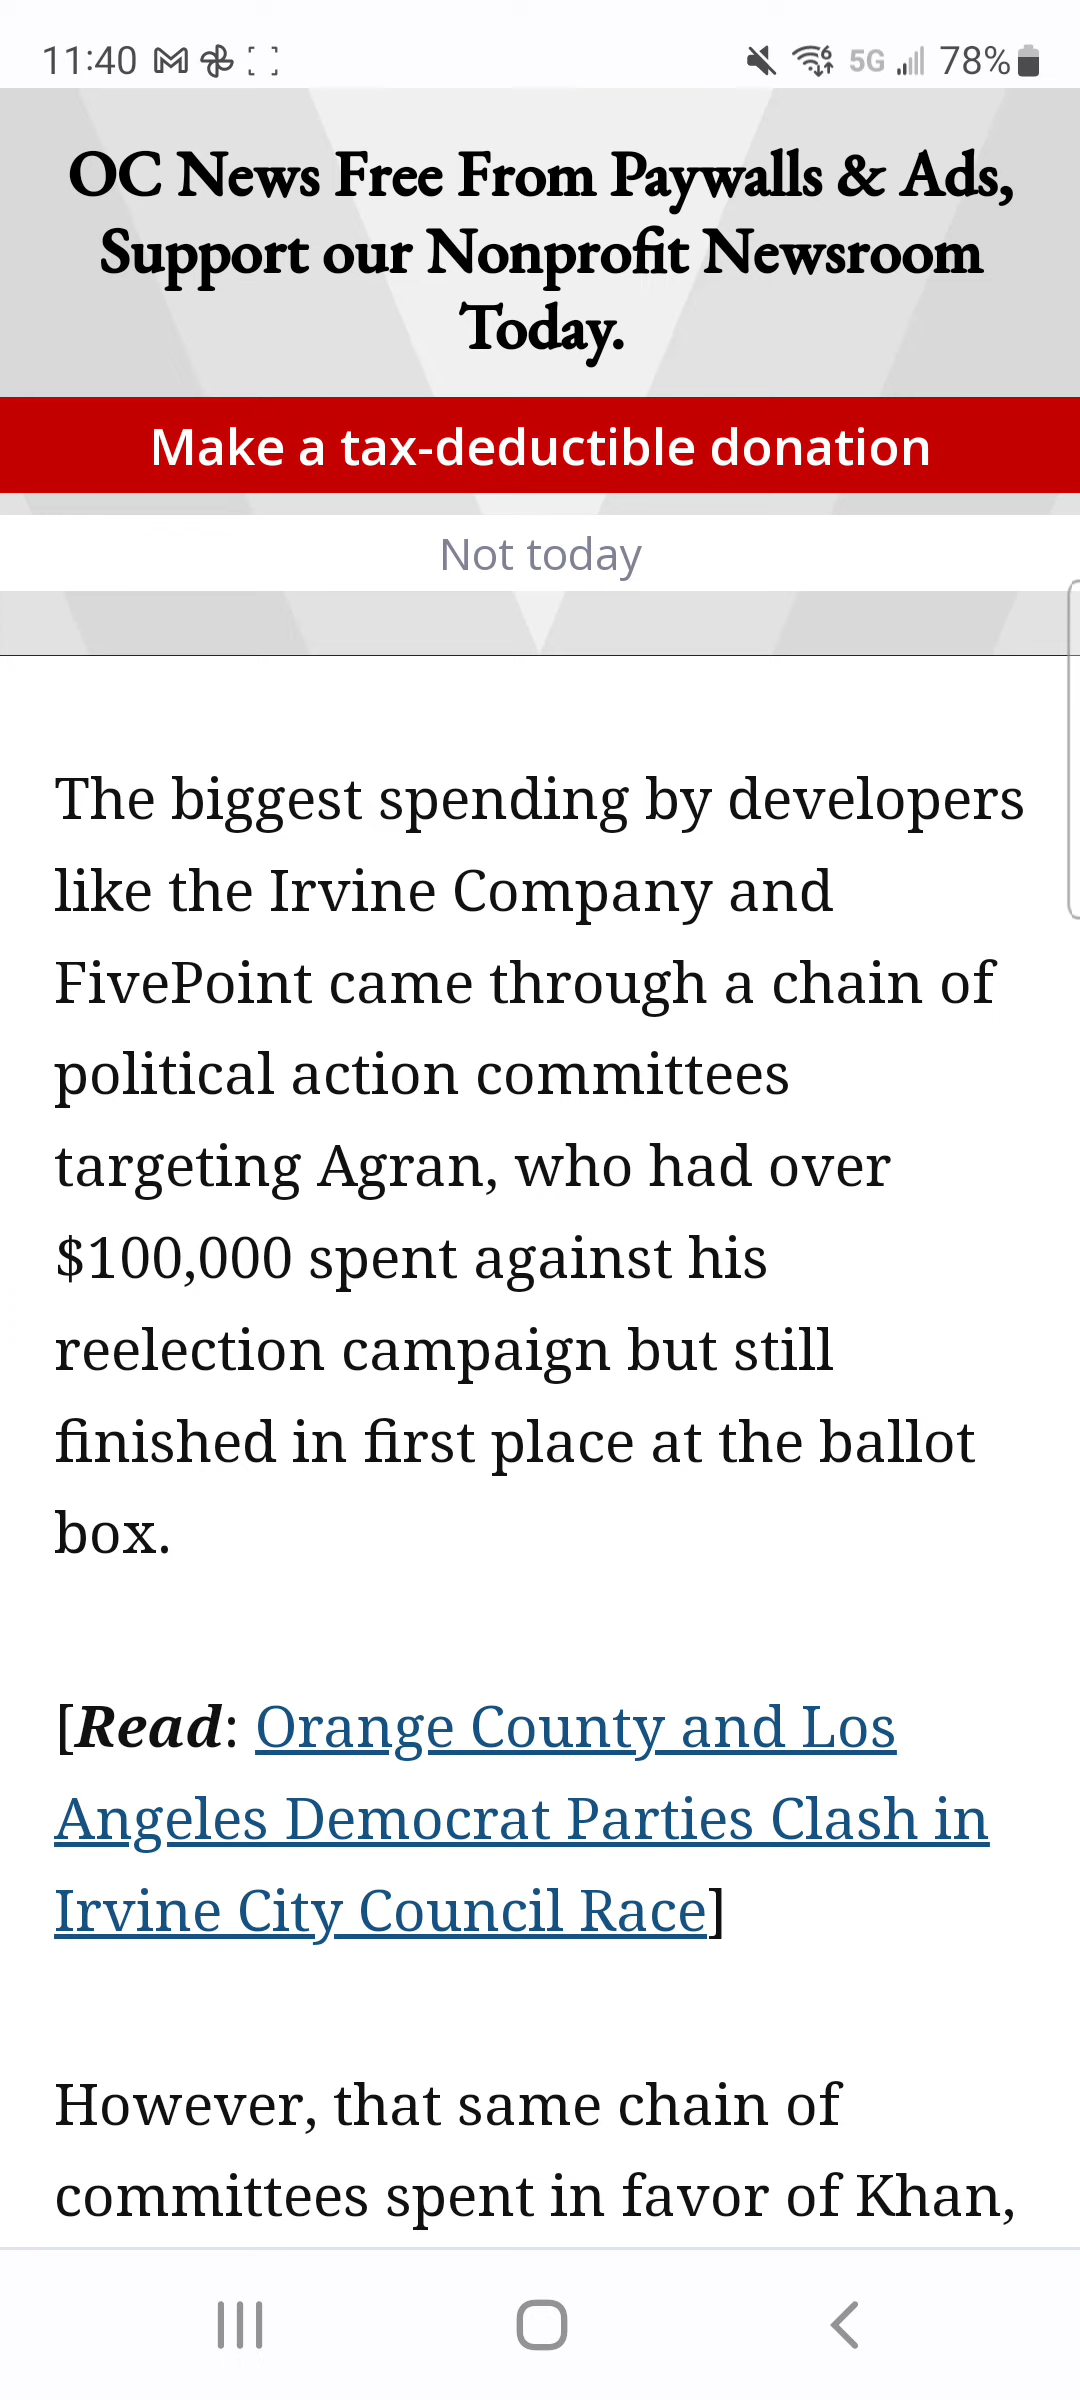 11:40 5G 78%
OC News Free From Paywalls & Ads,
Support our Nonprofit Newsroom
Today.
Make a tax-deductible donation
Not today
The biggest spending by developers
like the Irvine Company and
FivePoint came through a chain of
political action committees
targeting Agran, who had over
$100,000 spent against his
reelection campaign but still
finished in first place at the ballot
box.
[Read: Orange County and Los
Angeles Democrat Parties Clash in
Irvine City Council Race]
However, that same chain of
committees spent in favor of Khan,